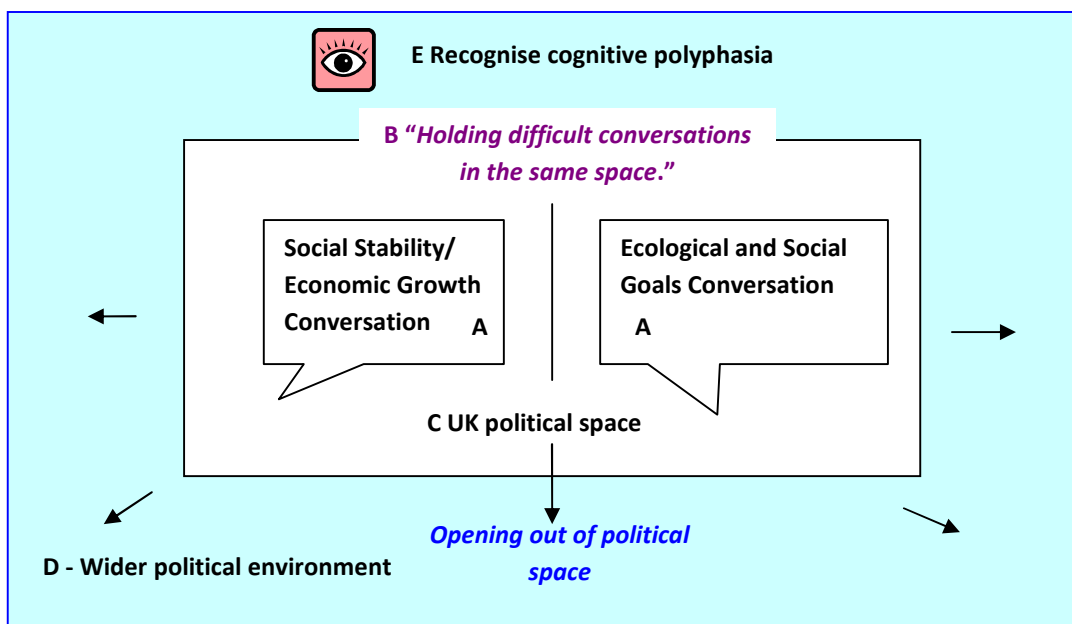 E Recognise cognitive polyphasia
B “Holding difficult conversations
in the same space.”
Social Stability/
Economic Growth
Conversation A
Ecological and Social
Goals Conversation
A
C UK political space
Opening out of political
space
D - Wider political environment